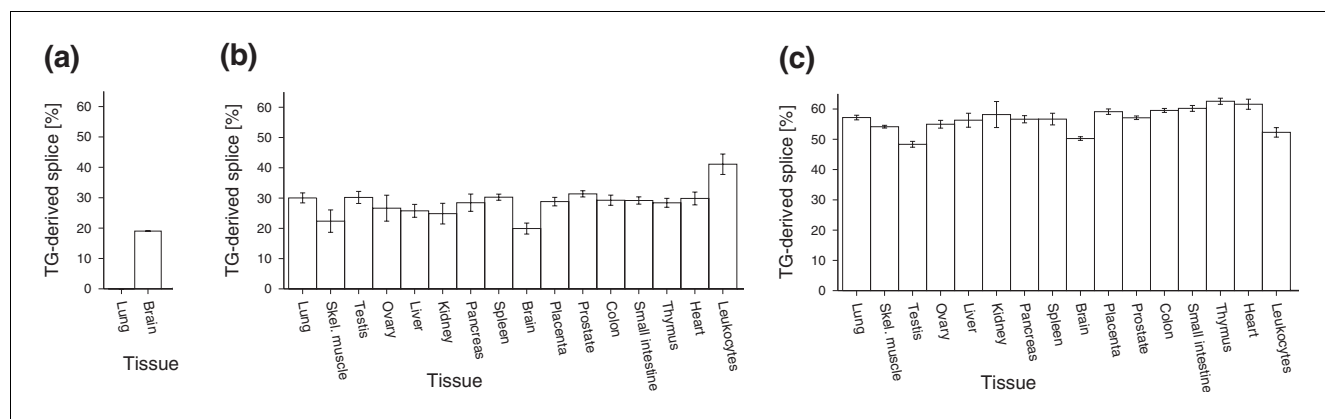 (a)
TG-derived splice [%]
60
50
40
30
20
10
0
Lung
Brain
Tissue
(b)
TG-derived splice [%]
60
50
40
30
20
10
0
Lung
Skel. muscle
Testis
Ovary
Liver
Kidney
Pancreas
Spleen
Brain
Placenta
Prostate
Colon
Small intestine
Thymus
Heart
Leukocytes
Tissue
(c)
TG-derived splice [%]
60
50
40
30
20
10
0
Lung
Skel. muscle
Testis
Ovary
Liver
Kidney
Pancreas
Spleen
Brain
Placenta
Prostate
Colon
Small intestine
Thymus
Heart
Leukocytes
Tissue